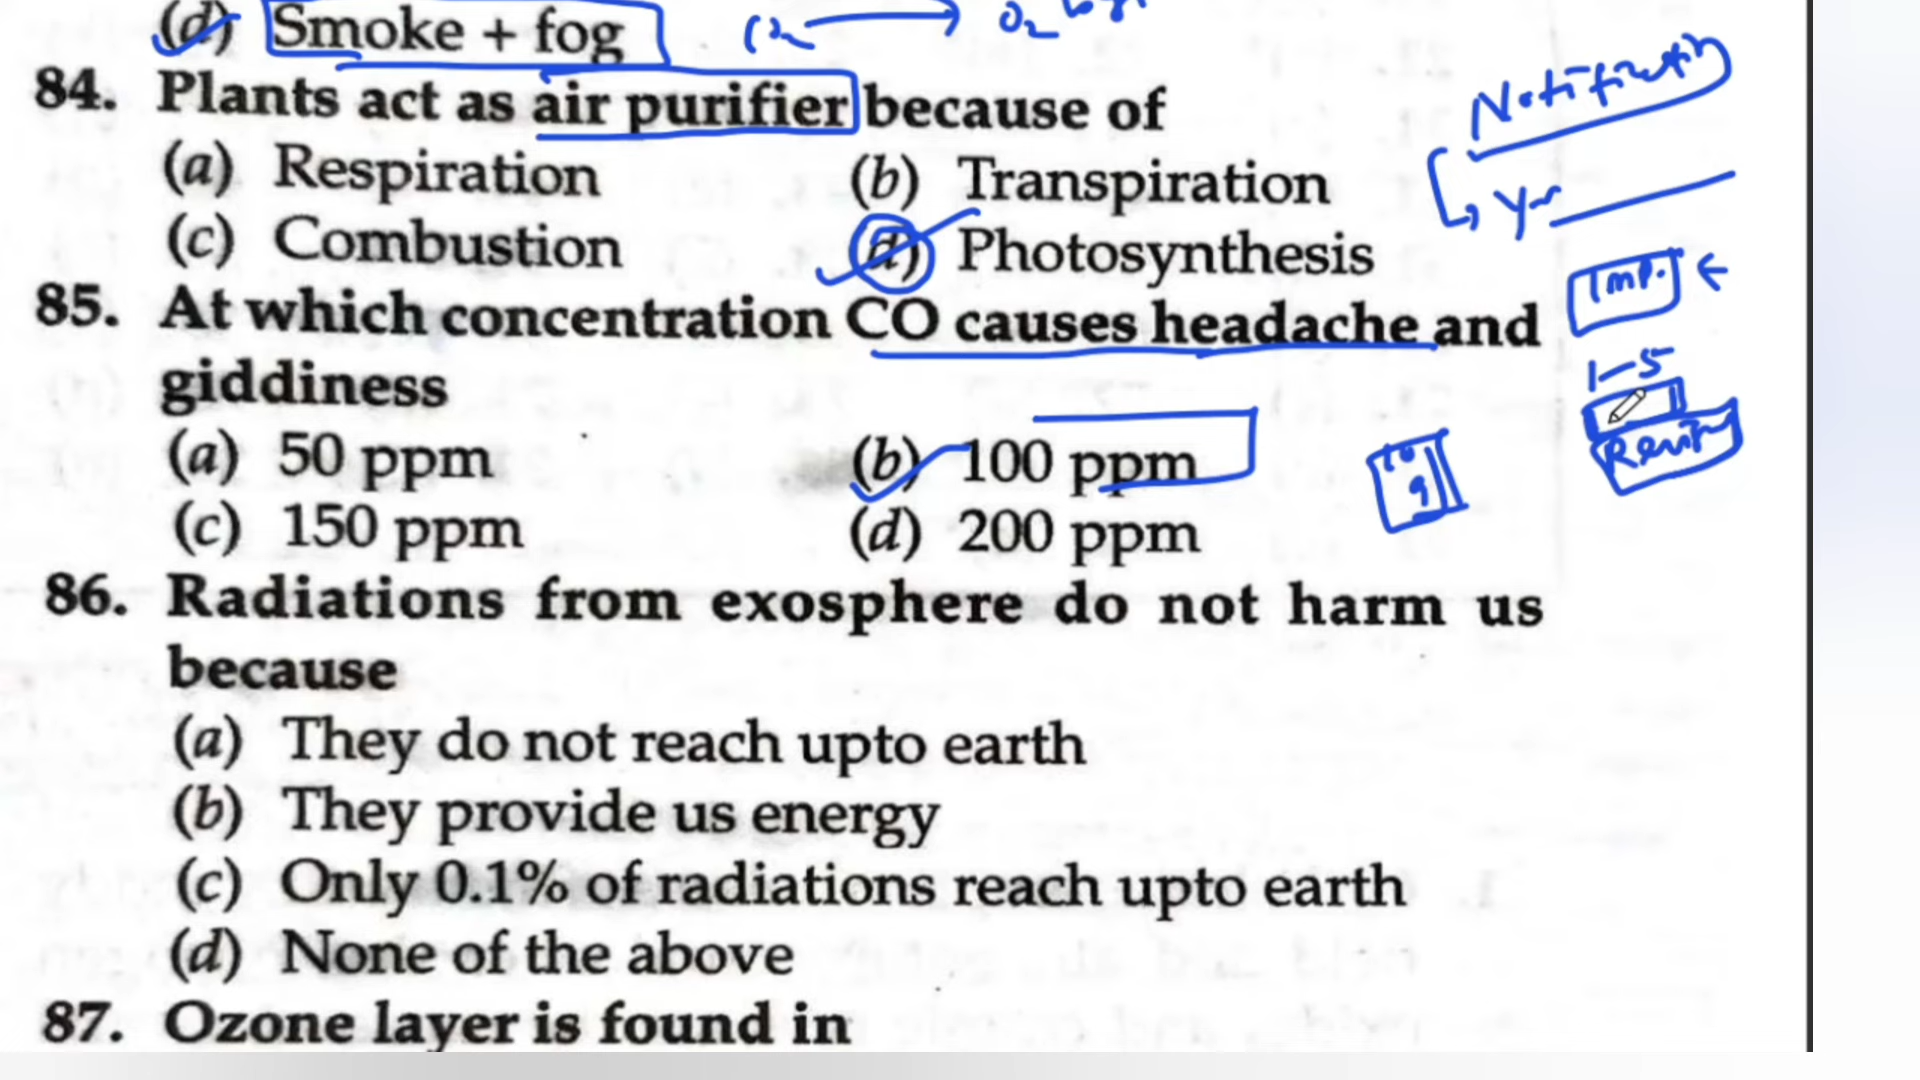 (d) Smoke + fog
O₂
84. Plants act as air purifier because of
(a) Respiration (b) Transpiration
(c) Combustion (d) Photosynthesis
Notification
85. At which concentration CO causes headache and
giddiness
Imp.
1-5
(a) 50 ppm (b) 100 ppm
10
9
(c) 150 ppm (d) 200 ppm
86. Radiations from exosphere do not harm us
because
(a) They do not reach upto earth
(b) They provide us energy
(c) Only 0.1% of radiations reach upto earth
(d) None of the above
87. Ozone layer is found in